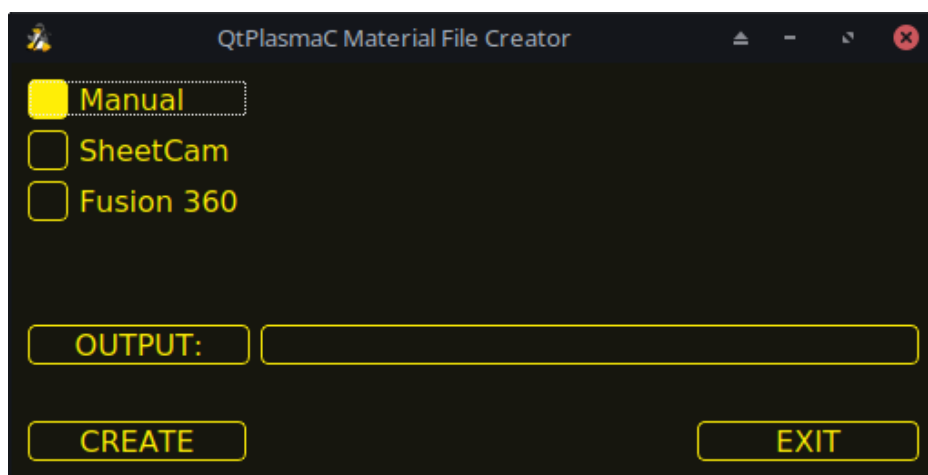 QtPlasmaC Material File Creator
Manual
SheetCam
Fusion 360
OUTPUT:
CREATE EXIT